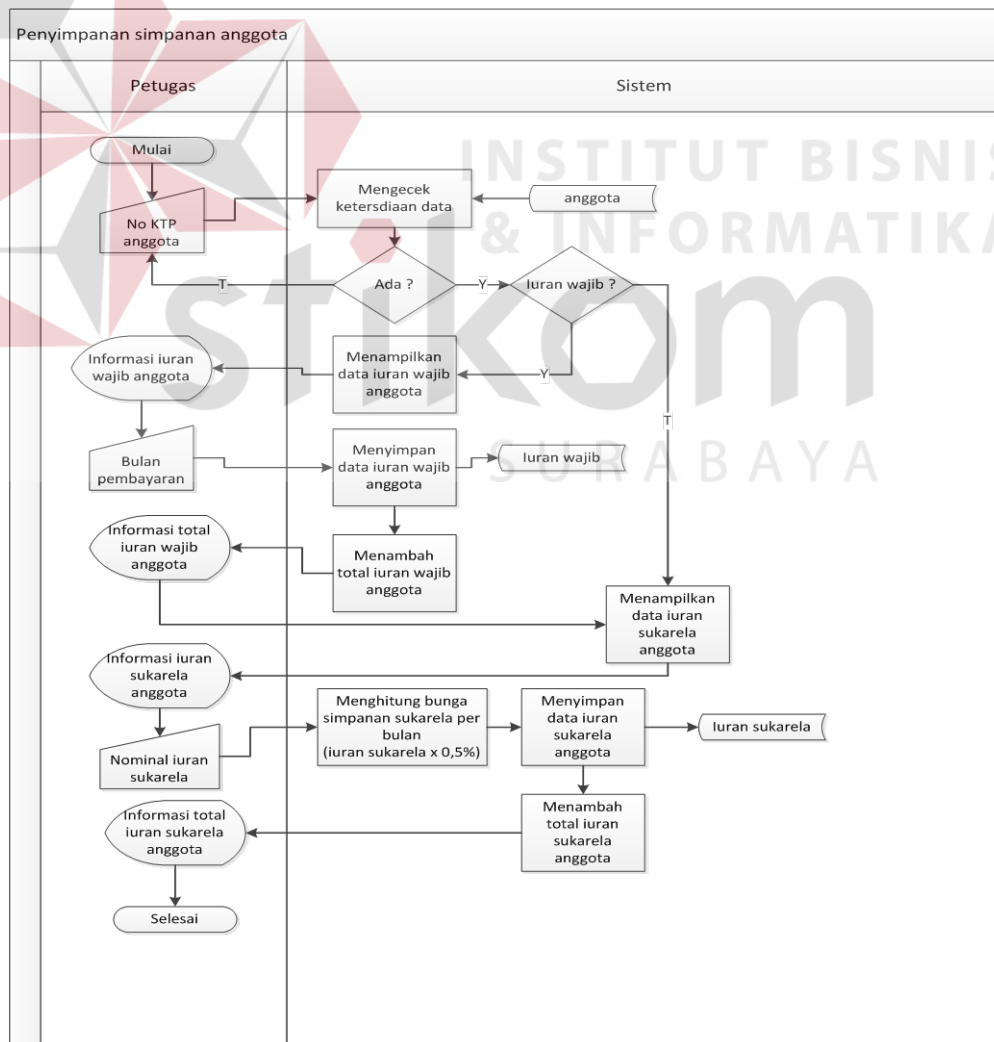 Penyimpanan simpanan anggota
Petugas
Sistem
INSTITUT BISNIS
& INFORMATIKA
stikom
SURABAYA
Mulai
No KTP
anggota
Mengecek
ketersdiaan data
anggota
Ada ?
T
Y
Iuran wajib ?
Y
T
Menampilkan
data iuran wajib
anggota
Informasi iuran
wajib anggota
Bulan
pembayaran
Menyimpan
data iuran wajib
anggota
Iuran wajib
Menambah
total iuran wajib
anggota
Informasi total
iuran wajib
anggota
Menampilkan
data iuran
sukarela
anggota
Informasi iuran
sukarela
anggota
Nominal iuran
sukarela
Menghitung bunga
simpanan sukarela per
bulan
(iuran sukarela x 0,5%)
Menyimpan
data iuran
sukarela
anggota
Iuran sukarela
Menambah
total iuran
sukarela
anggota
Informasi total
iuran sukarela
anggota
Selesai